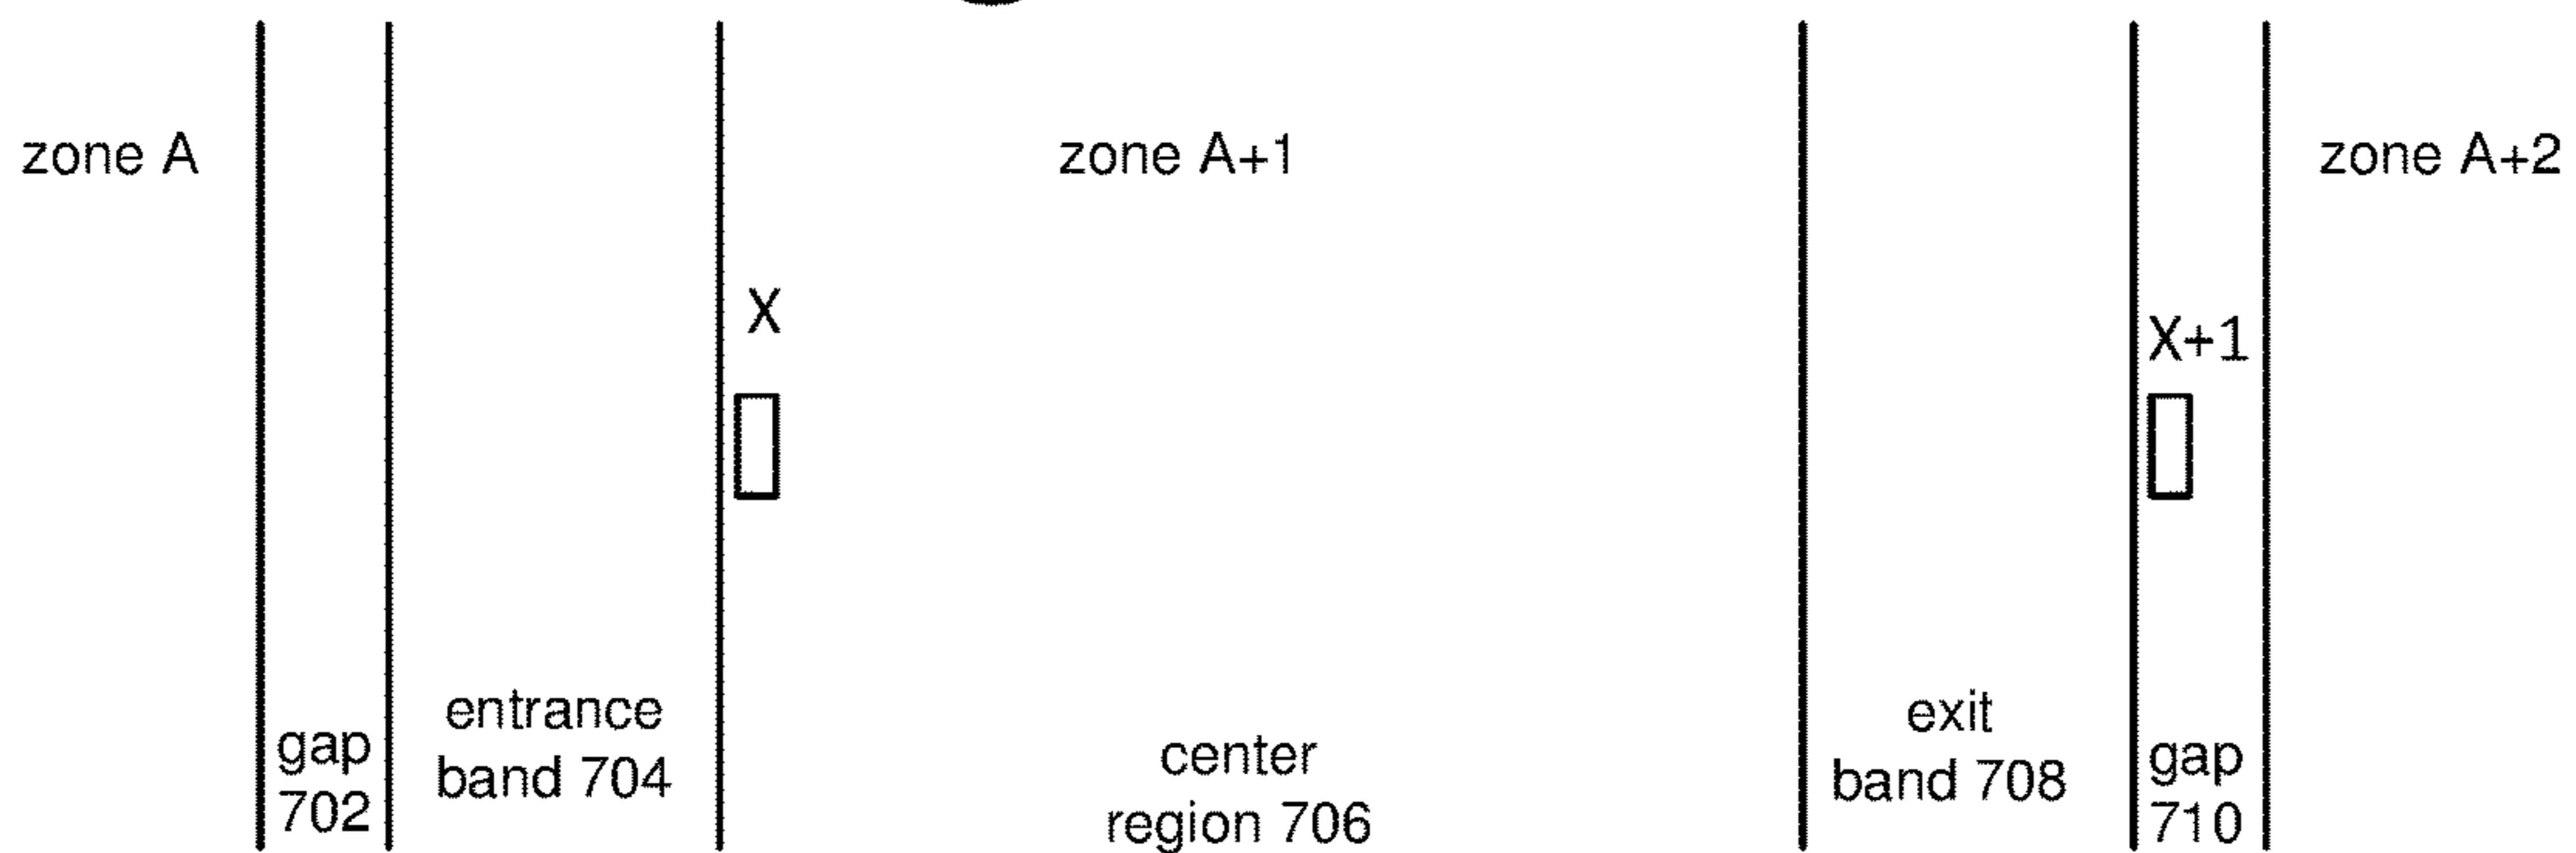 zone A
zone A+1
zone A+2
X
X+1
gap
702
entrance
band 704
center
region 706
exit
band 708
gap
710